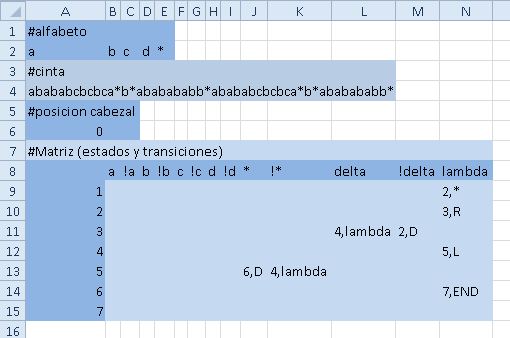 A B C D E F G H I J K L M N
1 #alfabeto
2 a b c d *
3 #cinta
4 abababcbcbca*b*ababababb*abababcbcbca*b*ababababb*
5 #posicion cabezal
6 0
7 #Matriz (estados y transiciones)
8 a !a b !b c !c d !d * !* delta !delta lambda
9 1 2,*
10 2 3,R
11 3 4,lambda 2,D
12 4 5,L
13 5 6,D 4,lambda
14 6 7,END
15 7
16